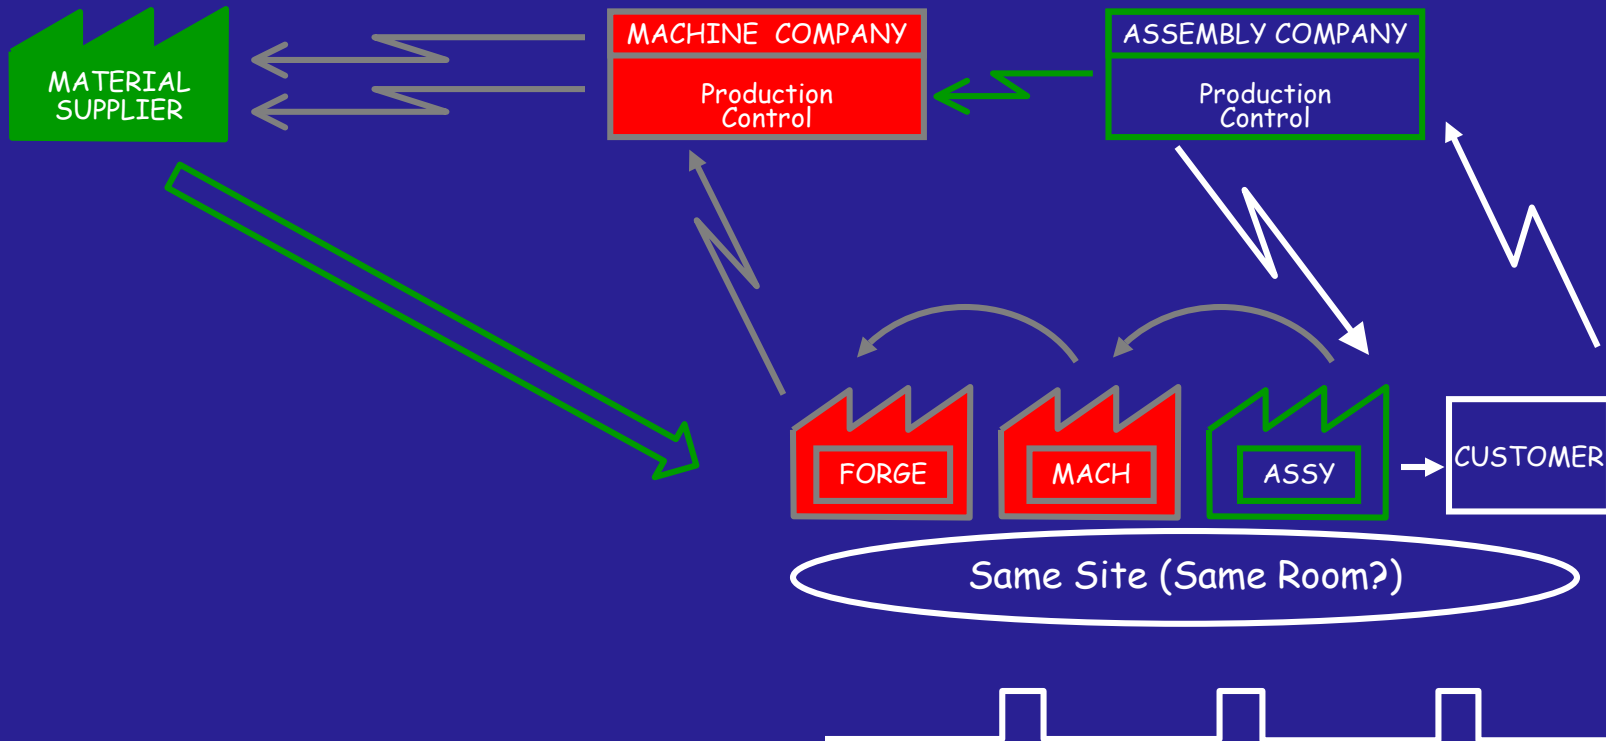 MATERIAL
SUPPLIER
MACHINE COMPANY
Production
Control
ASSEMBLY COMPANY
Production
Control
FORGE
MACH
ASSY
CUSTOMER
Same Site (Same Room?)